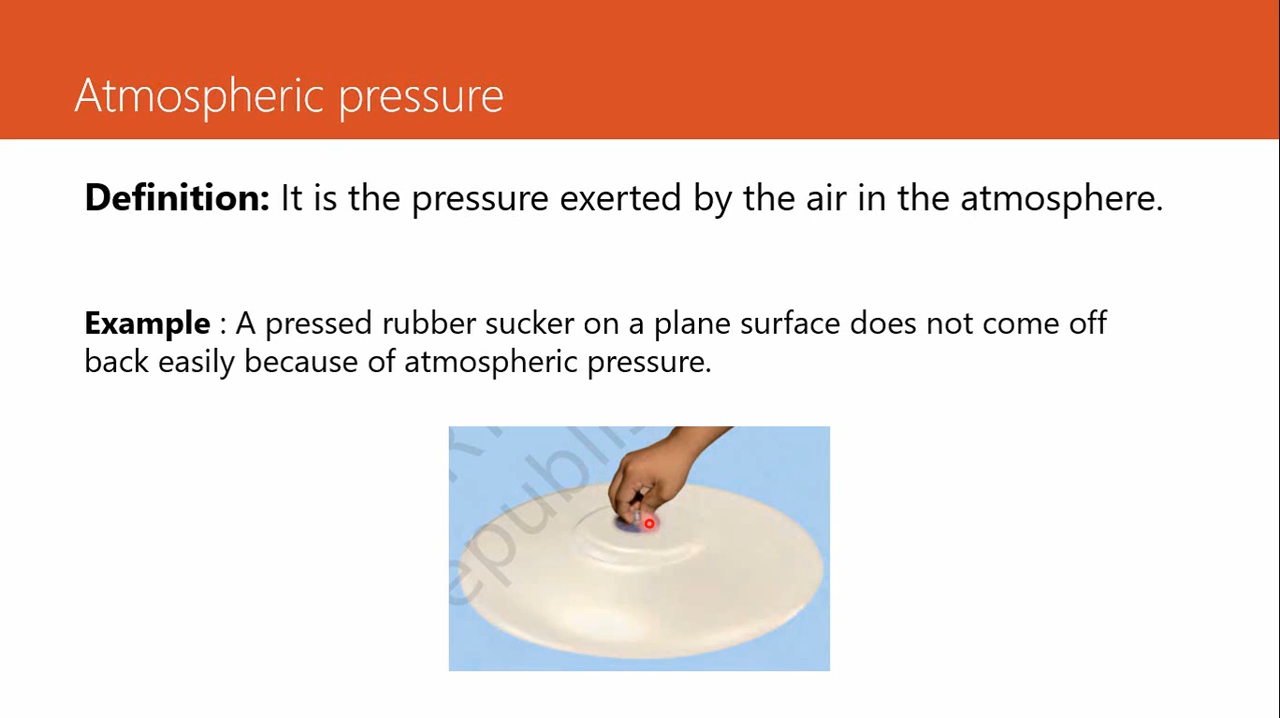 Atmospheric pressure
Definition: It is the pressure exerted by the air in the atmosphere.
Example : A pressed rubber sucker on a plane surface does not come off
back easily because of atmospheric pressure.